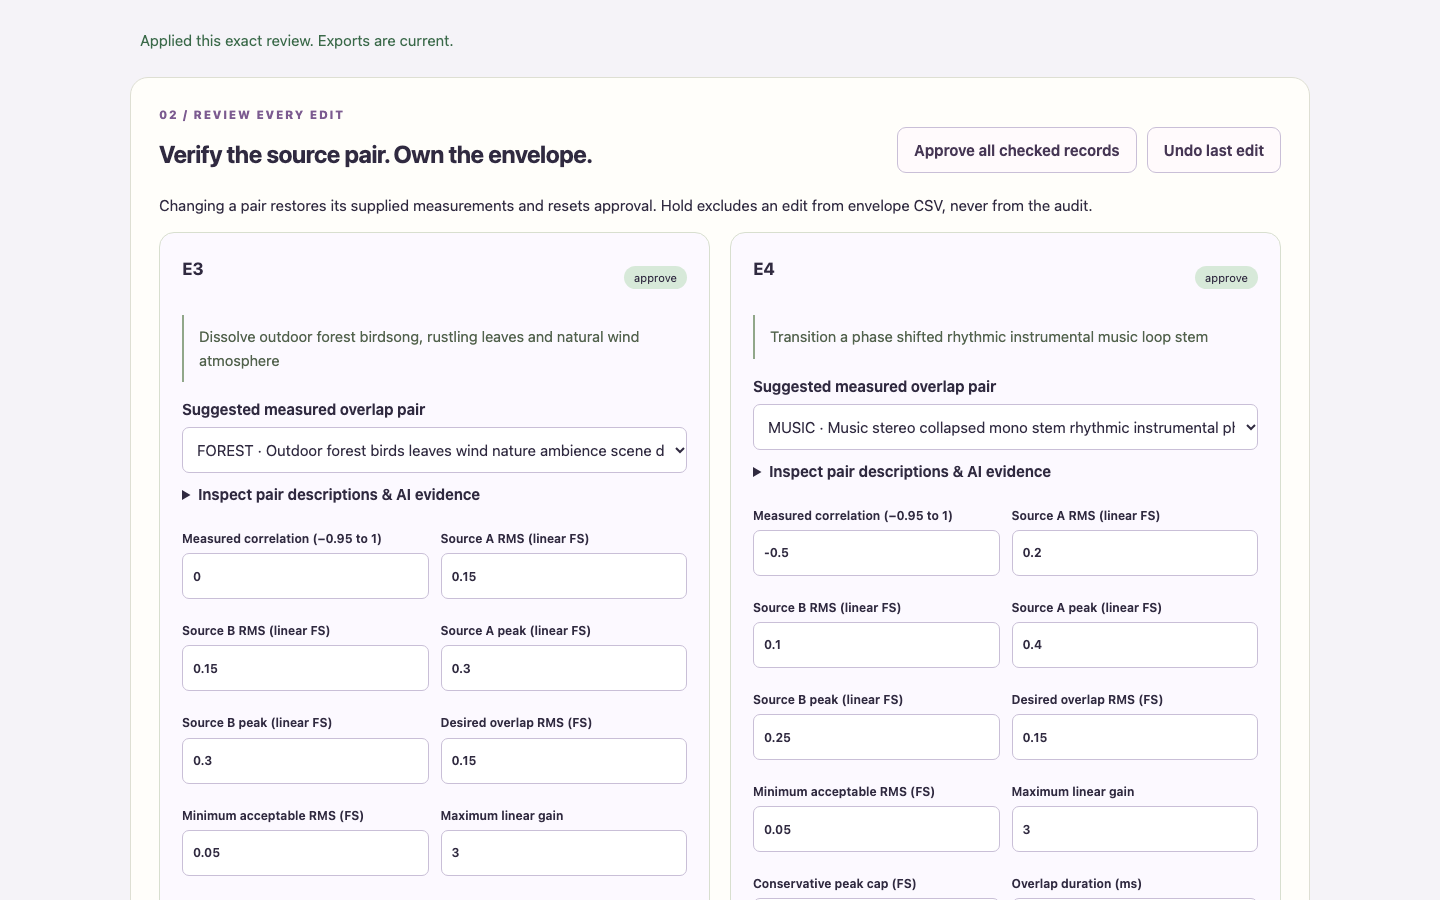 Applied this exact review. Exports are current.
02 / REVIEW EVERY EDIT
Verify the source pair. Own the envelope.
Approve all checked records
Undo last edit
Changing a pair restores its supplied measurements and resets approval. Hold excludes an edit from envelope CSV, never from the audit.
E3
approve
Dissolve outdoor forest birdsong, rustling leaves and natural wind
atmosphere
Suggested measured overlap pair
FOREST · Outdoor forest birds leaves wind nature ambience scene d
Inspect pair descriptions & AI evidence
Measured correlation (−0.95 to 1)
Source A RMS (linear FS)
0
0.15
Source B RMS (linear FS)
Source A peak (linear FS)
0.15
0.3
Source B peak (linear FS)
Desired overlap RMS (FS)
0.3
0.15
Minimum acceptable RMS (FS)
Maximum linear gain
0.05
3
E4
approve
Transition a phase shifted rhythmic instrumental music loop stem
Suggested measured overlap pair
MUSIC · Music stereo collapsed mono stem rhythmic instrumental
Inspect pair descriptions & AI evidence
Measured correlation (−0.95 to 1)
Source A RMS (linear FS)
-0.5
0.2
Source B RMS (linear FS)
Source A peak (linear FS)
0.1
0.4
Source B peak (linear FS)
Desired overlap RMS (FS)
0.25
0.15
Minimum acceptable RMS (FS)
Maximum linear gain
0.05
3
Conservative peak cap (FS)
Overlap duration (ms)